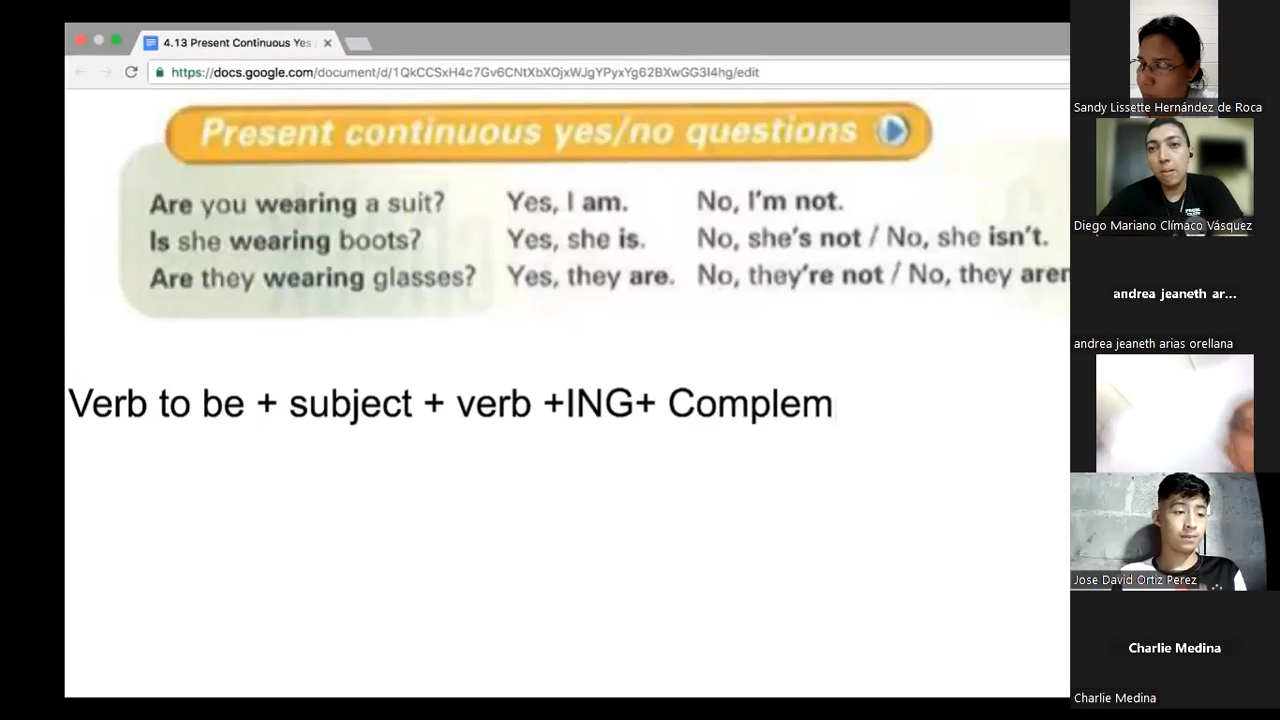 4.13 Present Continuous Yes
https://docs.google.com/document/d/1QkCCSxH4c7Gv6CNtXbXOjxWJgYPyxYg62BXwGG3I4hg/edit
Present continuous yes/no questions
Are you wearing a suit? Yes, I am. No, I'm not.
Is she wearing boots? Yes, she is. No, she's not / No, she isn't.
Are they wearing glasses? Yes, they are. No, they're not / No, they aren
Verb to be + subject + verb +ING+ Complem
Sandy Lissette Hernández de Roca
Diego Mariano Clímaco Vásquez
andrea jeaneth ar...
andrea jeaneth arias orellana
Jose David Ortiz Perez
Charlie Medina
Charlie Medina